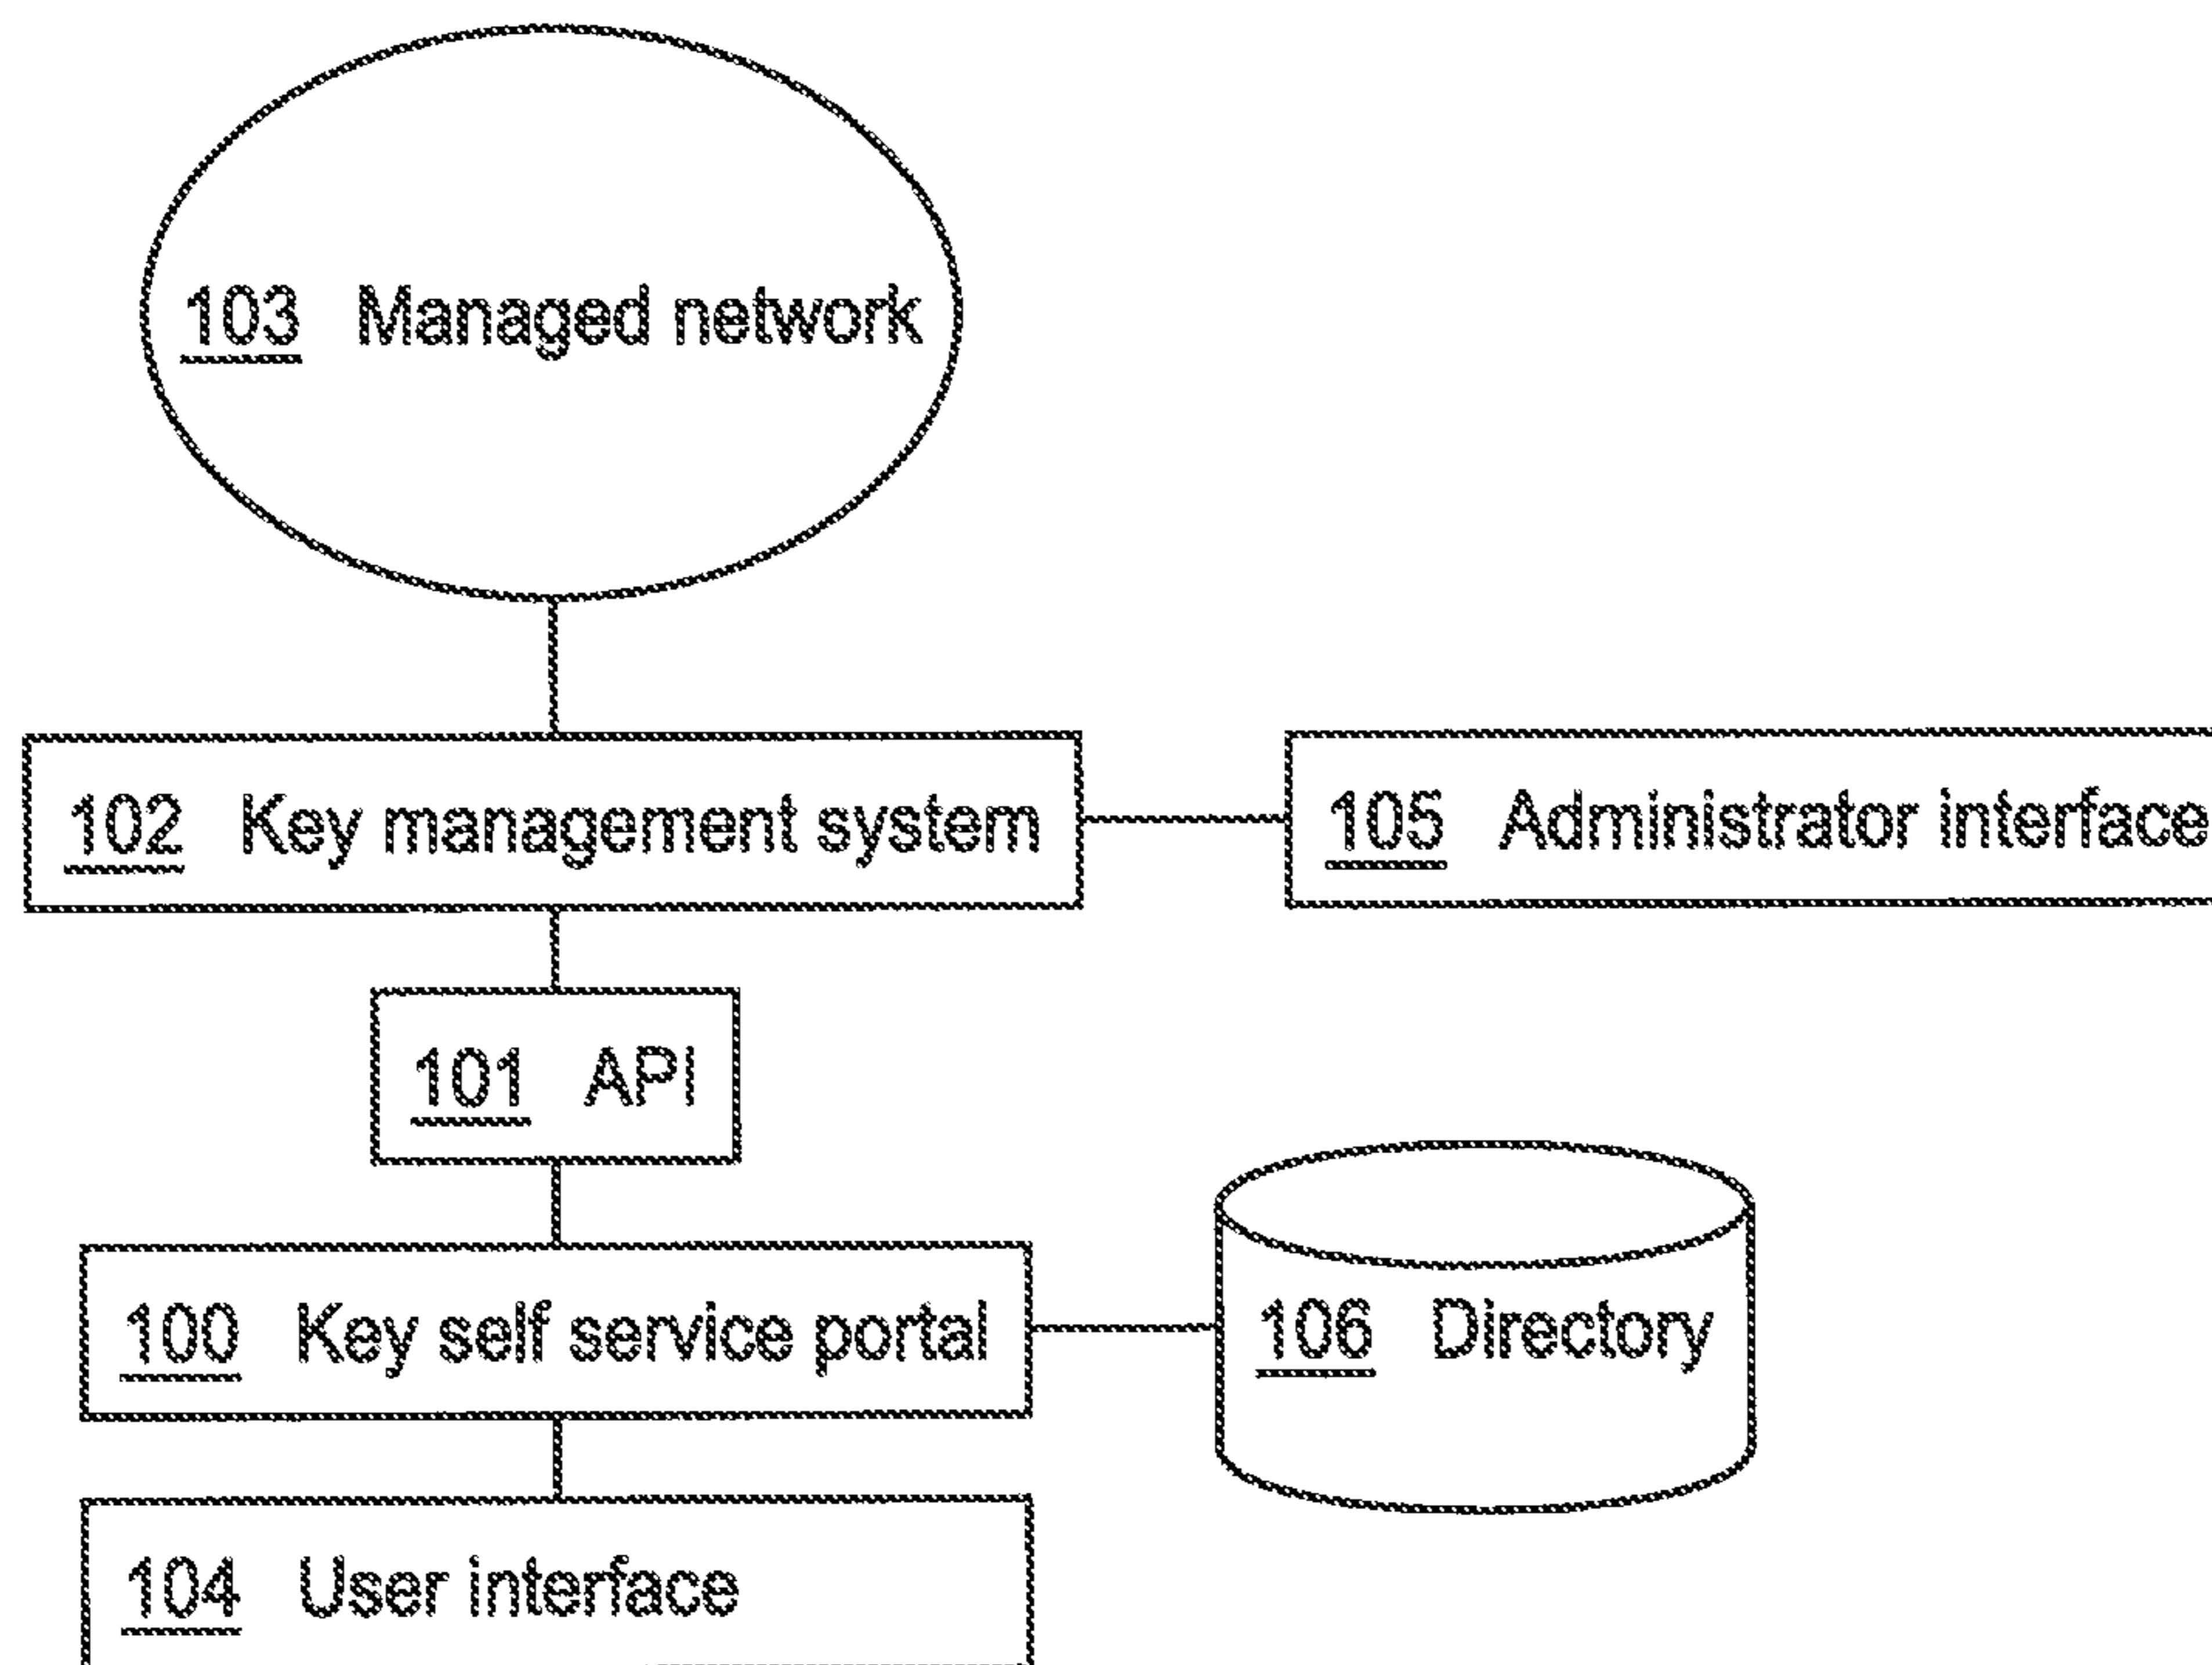 103 Managed network
102 Key management system
105 Administrator interface
101 API
100 Key self service portal
106 Directory
104 User interface